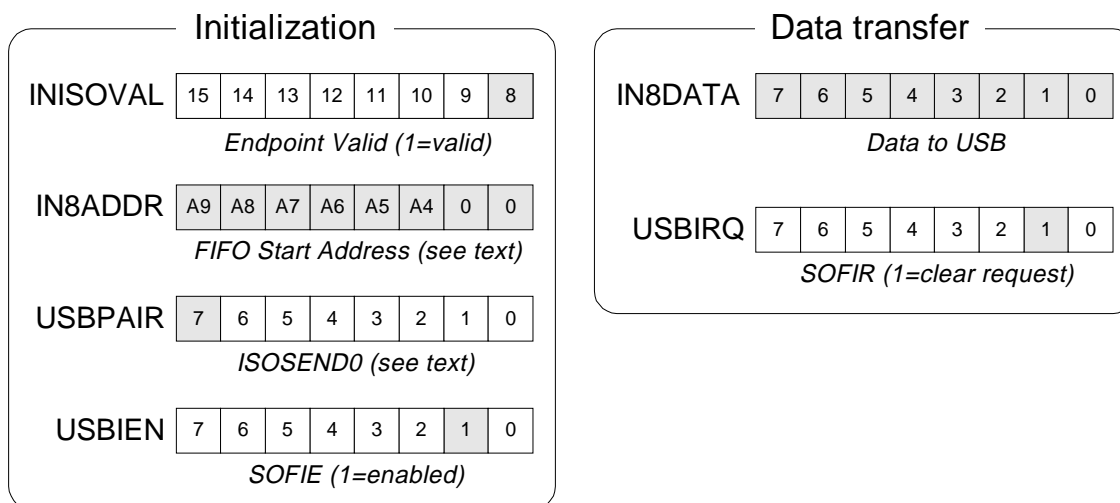 Initialization
INISOVAL 15 14 13 12 11 10 9 8
Endpoint Valid (1=valid)
IN8ADDR A9 A8 A7 A6 A5 A4 0 0
FIFO Start Address (see text)
USBPAIR 7 6 5 4 3 2 1 0
ISOSEND0 (see text)
USBIEN 7 6 5 4 3 2 1 0
SOFIE (1=enabled)
Data transfer
IN8DATA 7 6 5 4 3 2 1 0
Data to USB
USBIRQ 7 6 5 4 3 2 1 0
SOFIR (1=clear request)